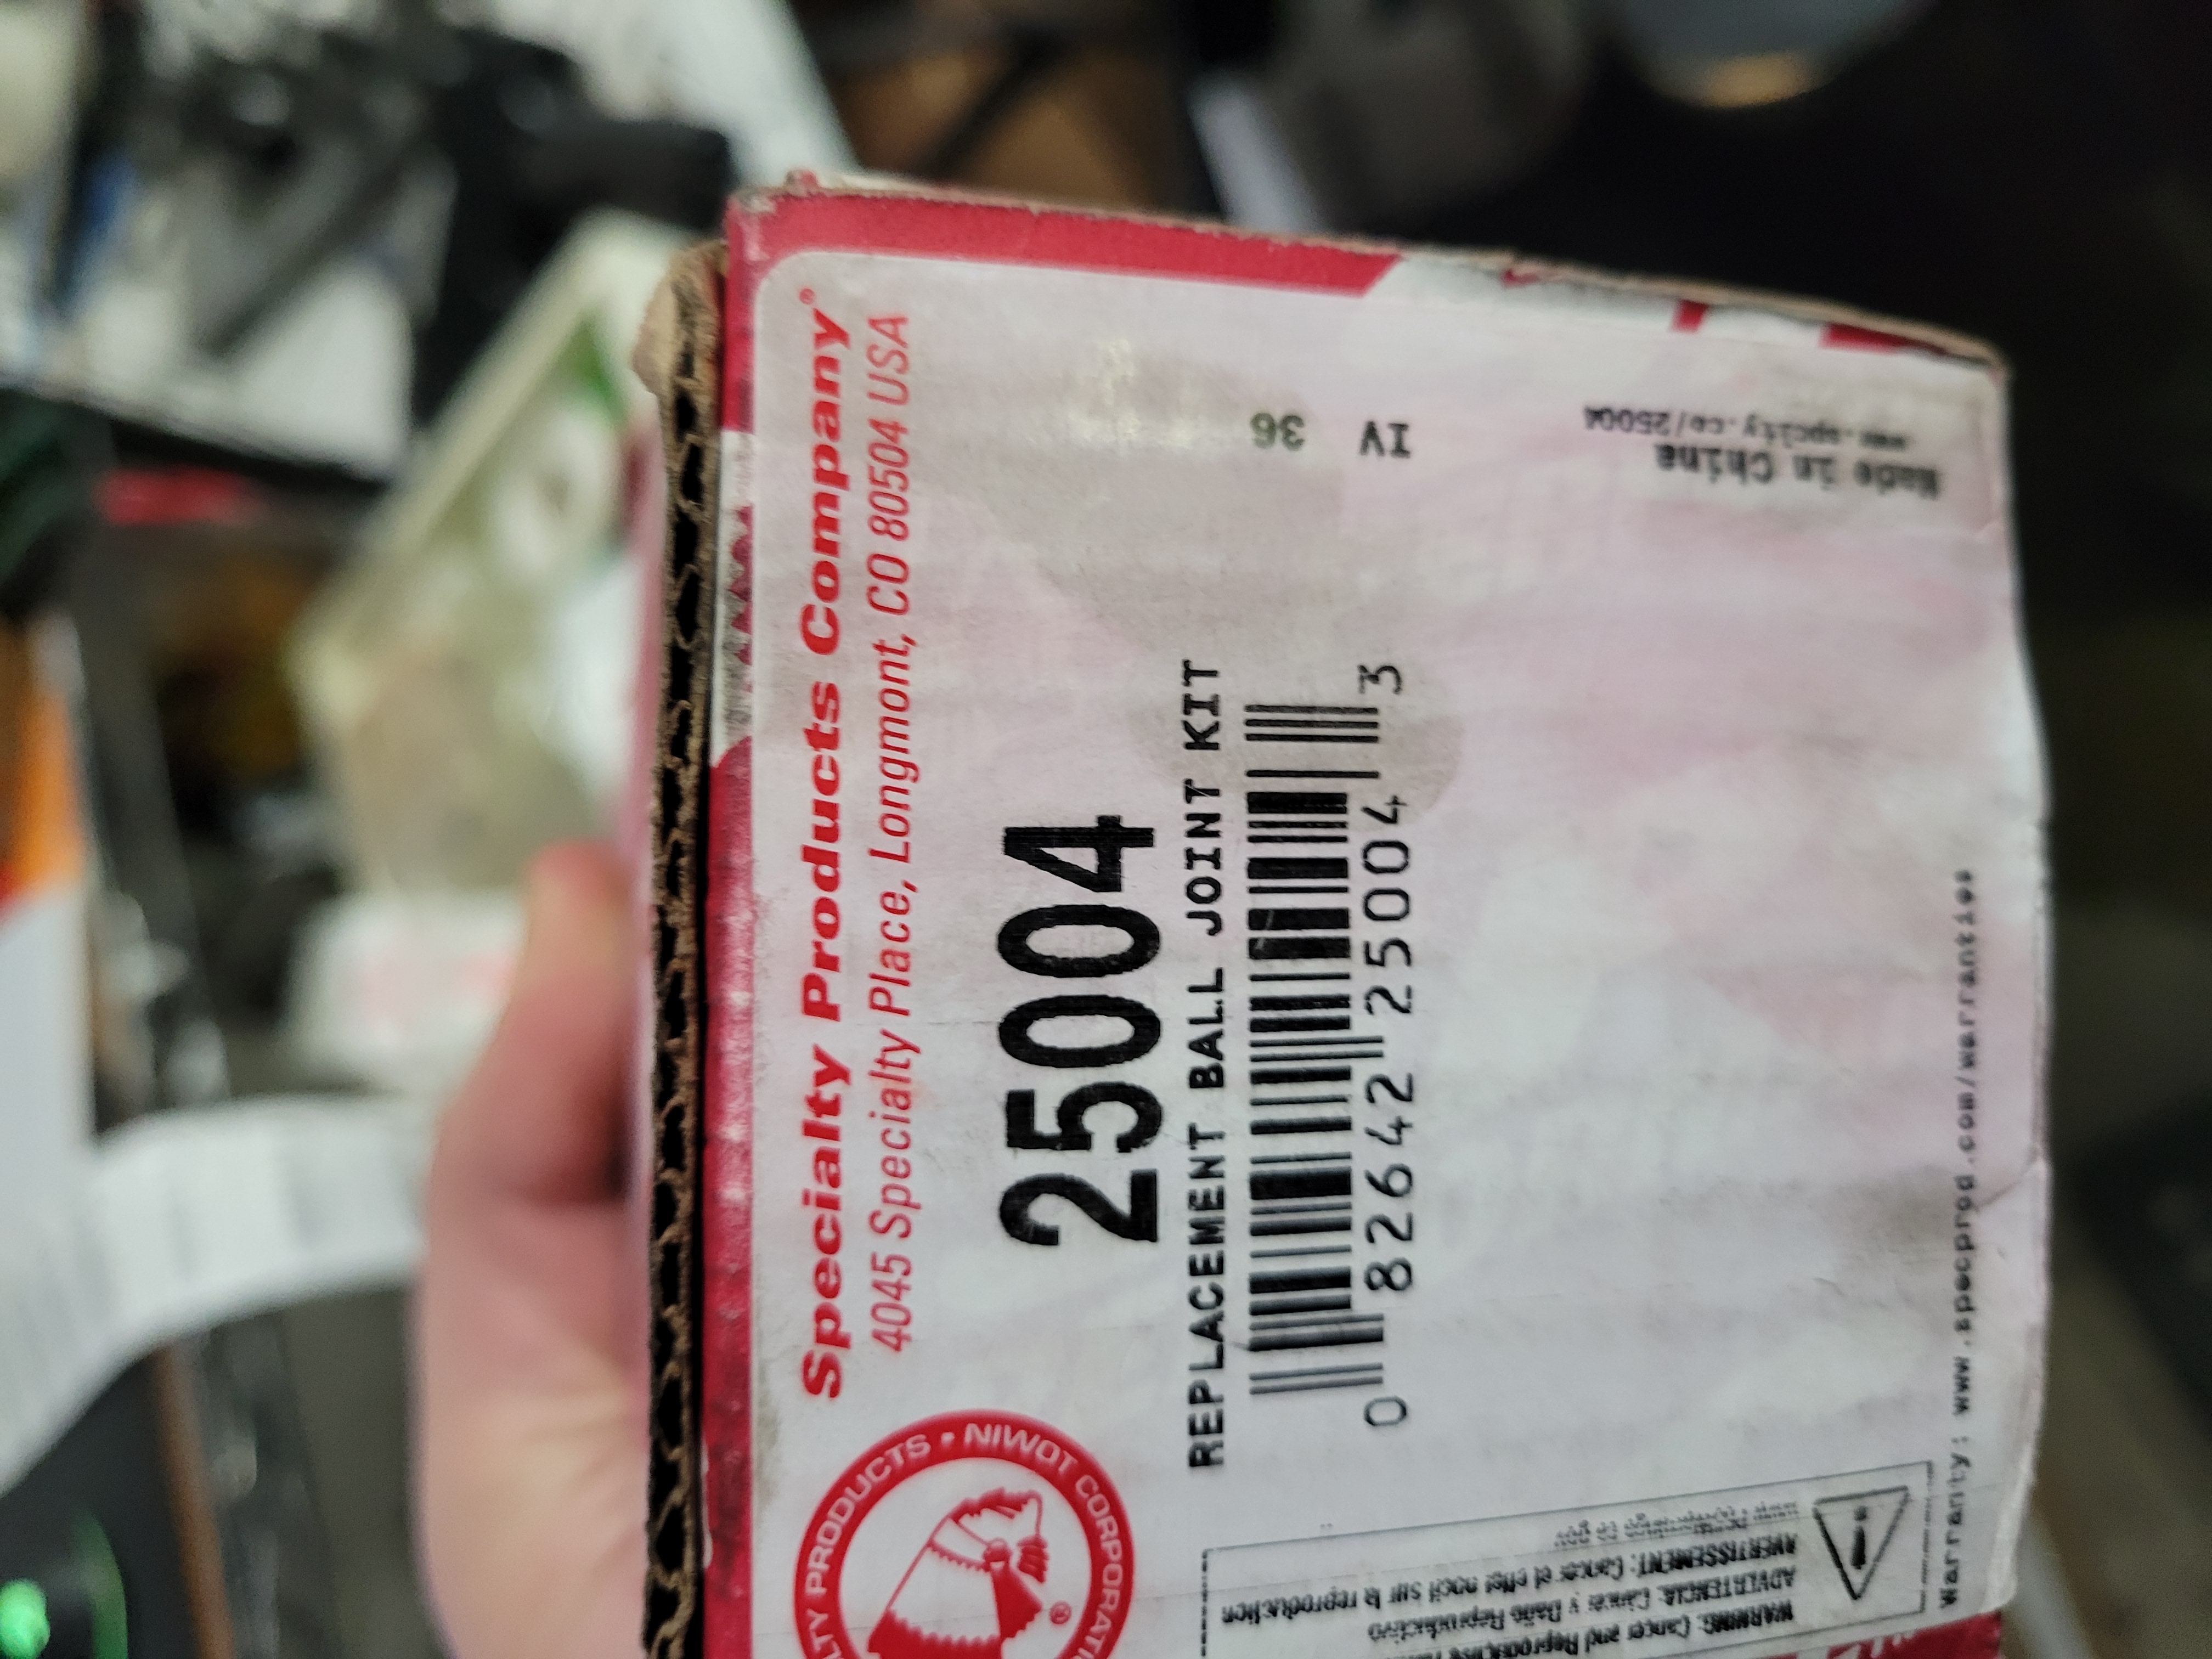 Specialty Products Company®
4045 Specialty Place, Longmont, CO 80504 USA
LTY PRODUCTS • NIWOT CORPORATI
®
25004
REPLACEMENT BALL JOINT KIT
0 82642 25004 3
36
IV
Made in China
www.spclty.co/25004
WARNING: Cancer and Reproductive
ADVERTENCIA: Cáncer y Daño Reproductivo
AVERTISSEMENT: Cancer et effet nocif sur la reproduction
Warranty: www.specprod.com/warranties